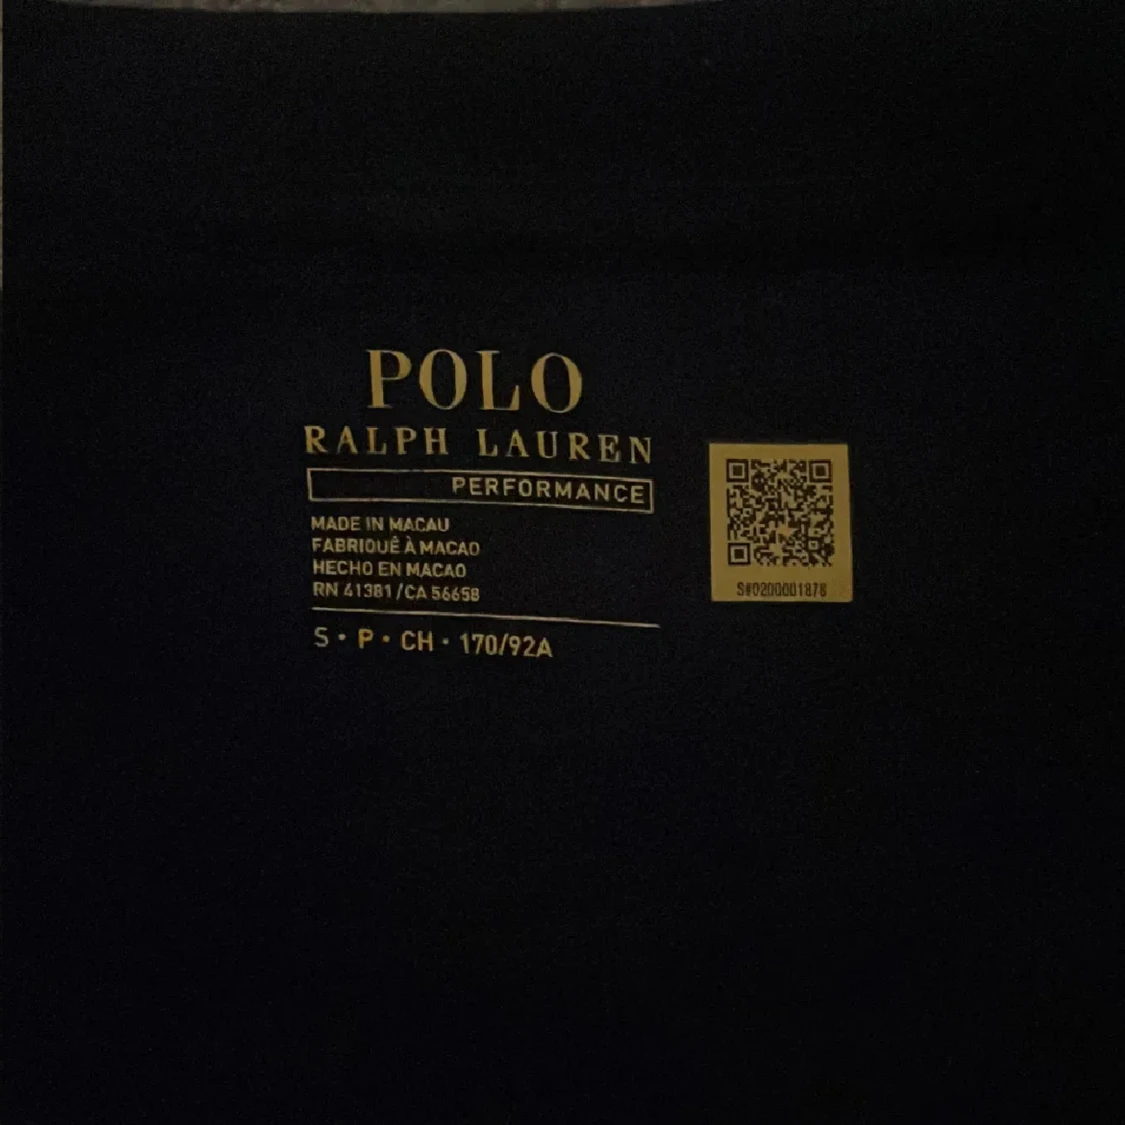 POLO
RALPH LAUREN
PERFORMANCE
MADE IN MACAU
FABRIQUÉ À MACAO
HECHO EN MACAO
RN 41381/CA 56658
S • P • CH • 170/92A
S#0200001878